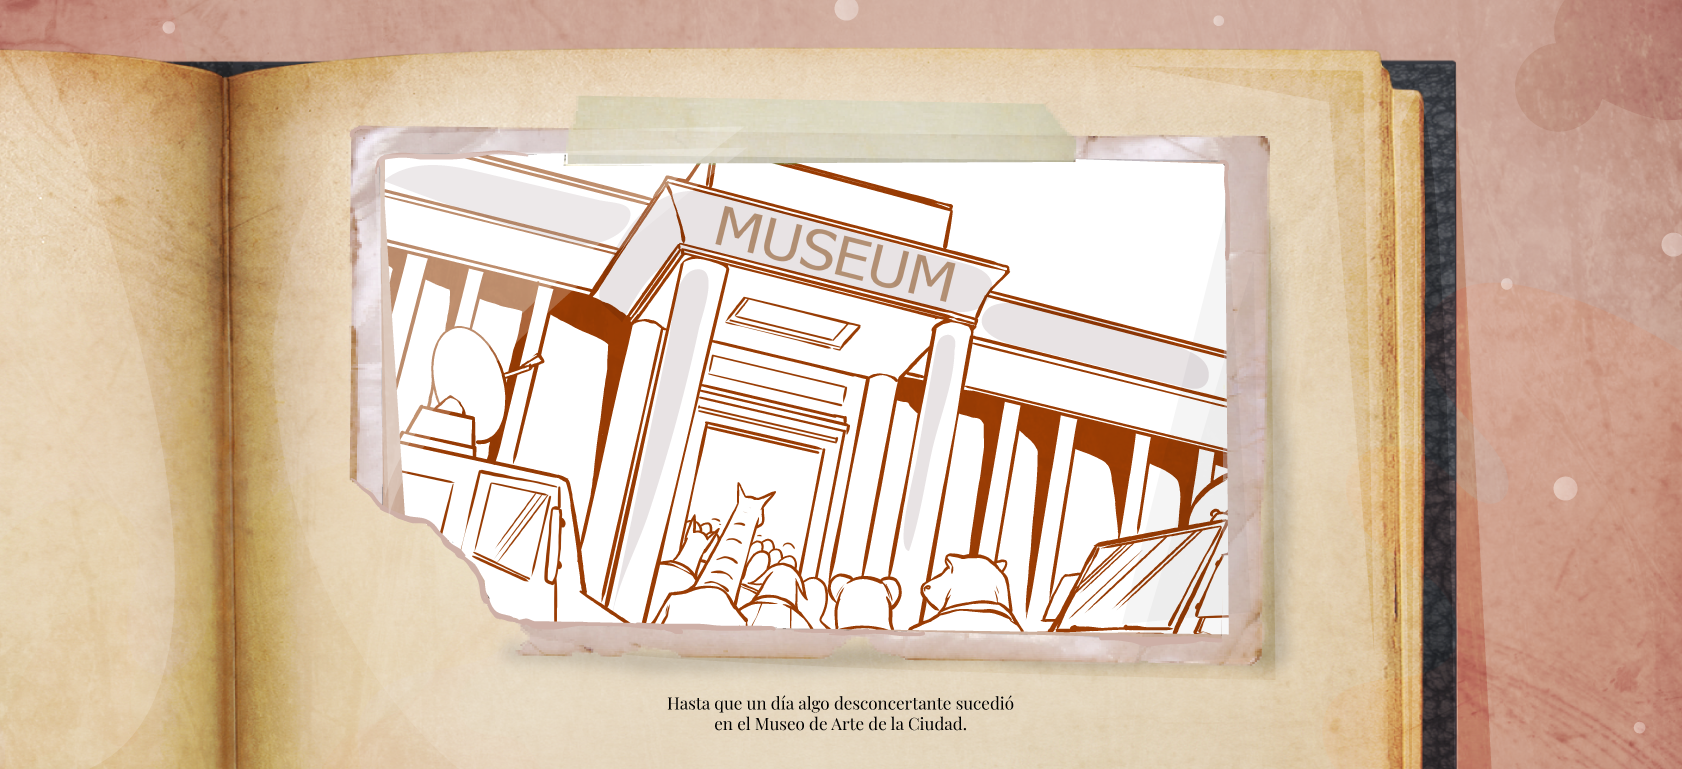 MUSEUM
Hasta que un día algo desconcertante sucedió
en el Museo de Arte de la Ciudad.